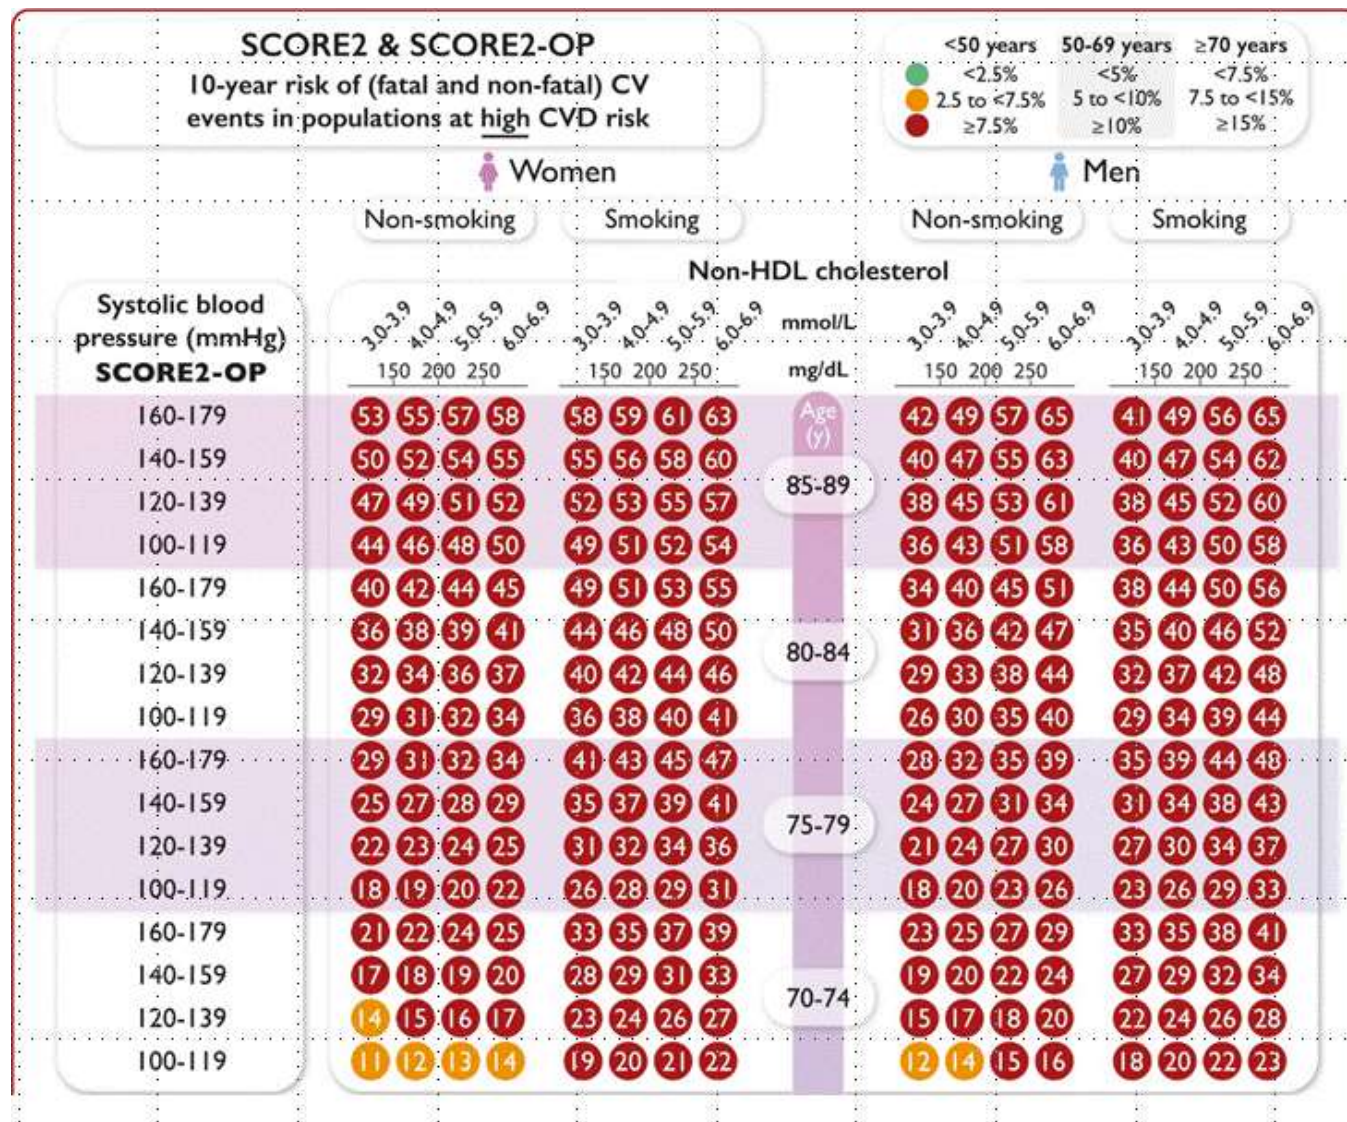 SCORE2 & SCORE2-OP
10-year risk of (fatal and non-fatal) CV
events in populations at high CVD risk
<50 years 50-69 years ≥70 years
<2.5% <5% <7.5%
2.5 to <7.5% 5 to <10% 7.5 to <15%
≥7.5% ≥10% ≥15%
Women Men
Non-smoking Smoking Non-smoking Smoking
Non-HDL cholesterol
Systolic blood
pressure (mmHg)
SCORE2-OP
3.0-3.9 4.0-4.9 5.0-5.9 6.0-6.9 3.0-3.9 4.0-4.9 5.0-5.9 6.0-6.9 mmol/L 3.0-3.9 4.0-4.9 5.0-5.9 6.0-6.9 3.0-3.9 4.0-4.9 5.0-5.9 6.0-6.9
150 200 250 150 200 250 mg/dL 150 200 250 150 200 250
Age
(y)
160-179 53 55 57 58 58 59 61 63 42 49 57 65 41 49 56 65
140-159 50 52 54 55 55 56 58 60 40 47 55 63 40 47 54 62
85-89
120-139 47 49 51 52 52 53 55 57 38 45 53 61 38 45 52 60
100-119 44 46 48 50 49 51 52 54 36 43 51 58 36 43 50 58
160-179 40 42 44 45 49 51 53 55 34 40 45 51 38 44 50 56
140-159 36 38 39 41 44 46 48 50 31 36 42 47 35 40 46 52
80-84
120-139 32 34 36 37 40 42 44 46 29 33 38 44 32 37 42 48
100-119 29 31 32 34 36 38 40 41 26 30 35 40 29 34 39 44
160-179 29 31 32 34 41 43 45 47 28 32 35 39 35 39 44 48
140-159 25 27 28 29 35 37 39 41 24 27 31 34 31 34 38 43
75-79
120-139 22 23 24 25 31 32 34 36 21 24 27 30 27 30 34 37
100-119 18 19 20 22 26 28 29 31 18 20 23 26 23 26 29 33
160-179 21 22 24 25 33 35 37 39 23 25 27 29 33 35 38 41
140-159 17 18 19 20 28 29 31 33 19 20 22 24 27 29 32 34
70-74
120-139 14 15 16 17 23 24 26 27 15 17 18 20 22 24 26 28
100-119 11 12 13 14 19 20 21 22 12 14 15 16 18 20 22 23